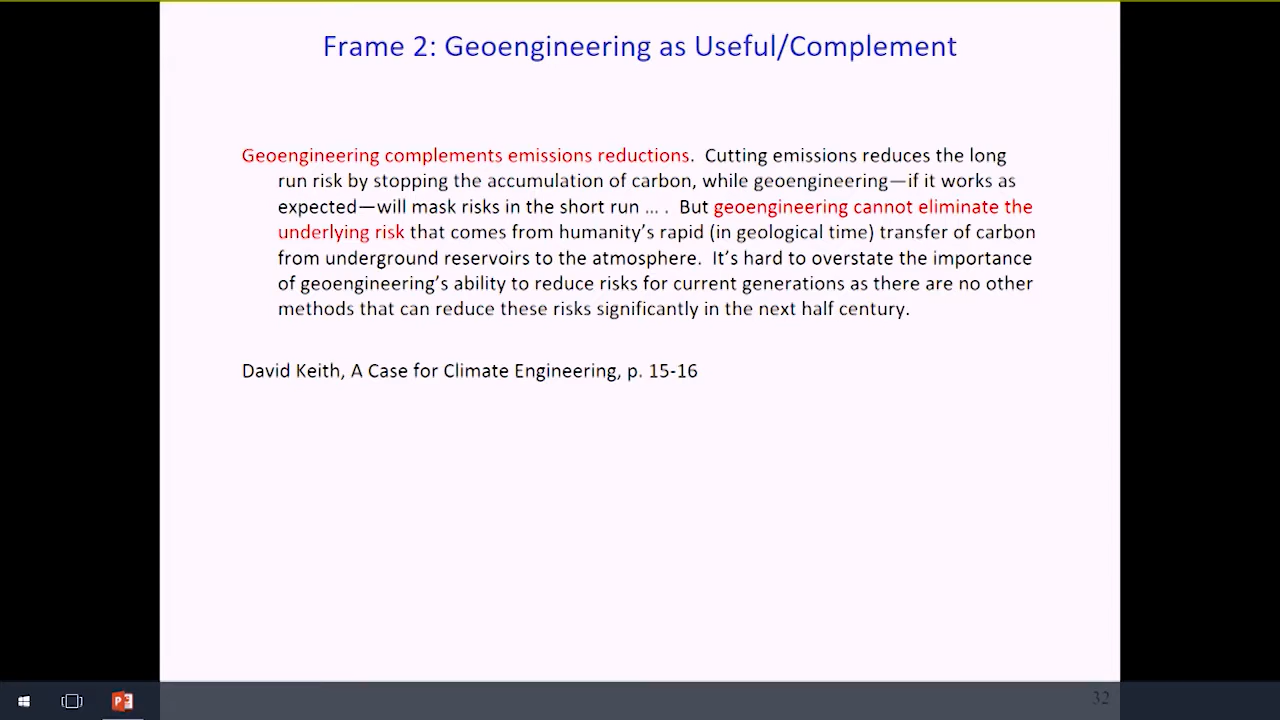 Frame 2: Geoengineering as Useful/Complement
Geoengineering complements emissions reductions. Cutting emissions reduces the long
run risk by stopping the accumulation of carbon, while geoengineering—if it works as
expected—will mask risks in the short run … . But geoengineering cannot eliminate the
underlying risk that comes from humanity’s rapid (in geological time) transfer of carbon
from underground reservoirs to the atmosphere. It’s hard to overstate the importance
of geoengineering’s ability to reduce risks for current generations as there are no other
methods that can reduce these risks significantly in the next half century.
David Keith, A Case for Climate Engineering, p. 15-16
32